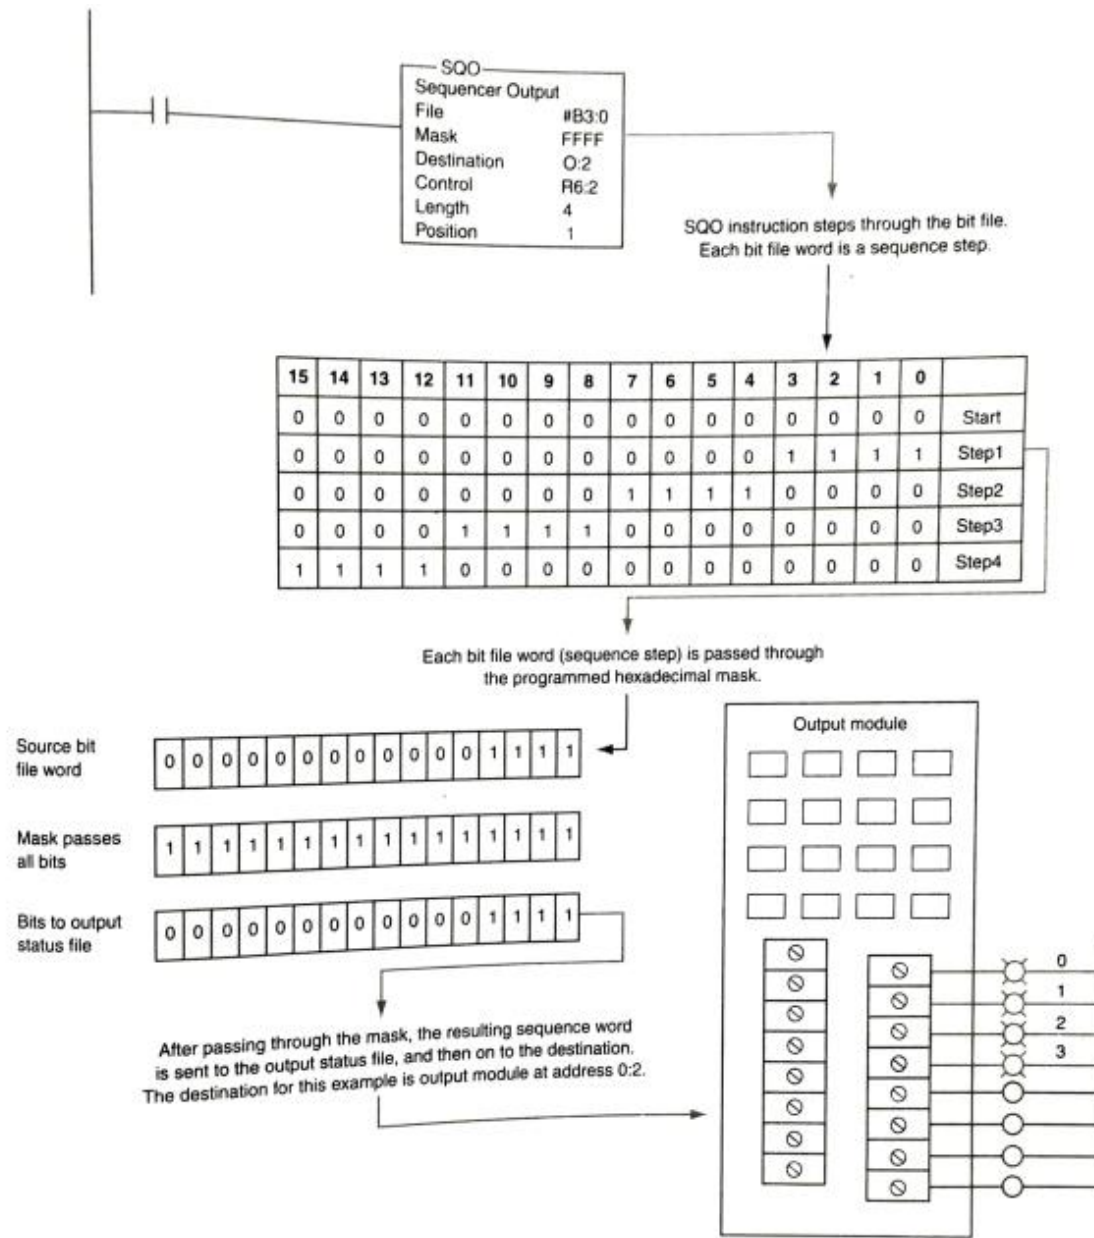 SQO
Sequencer Output
File #B3:0
Mask FFFF
Destination O:2
Control R6:2
Length 4
Position 1
SQO instruction steps through the bit file.
Each bit file word is a sequence step.
15 14 13 12 11 10 9 8 7 6 5 4 3 2 1 0
0 0 0 0 0 0 0 0 0 0 0 0 0 0 0 0 Start
0 0 0 0 0 0 0 0 0 0 0 0 1 1 1 1 Step1
0 0 0 0 0 0 0 0 1 1 1 1 0 0 0 0 Step2
0 0 0 0 1 1 1 1 0 0 0 0 0 0 0 0 Step3
1 1 1 1 0 0 0 0 0 0 0 0 0 0 0 0 Step4
Each bit file word (sequence step) is passed through
the programmed hexadecimal mask.
Source bit
file word
0 0 0 0 0 0 0 0 0 0 0 0 1 1 1 1
Mask passes
all bits
1 1 1 1 1 1 1 1 1 1 1 1 1 1 1 1
Bits to output
status file
0 0 0 0 0 0 0 0 0 0 0 0 1 1 1 1
After passing through the mask, the resulting sequence word
is sent to the output status file, and then on to the destination.
The destination for this example is output module at address 0:2.
Output module
0
1
2
3